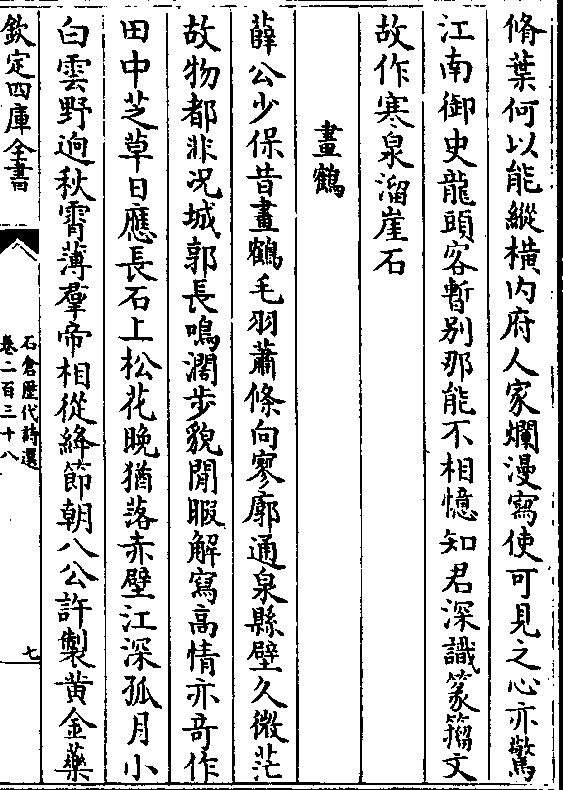 脩葉何以能縱横内府人家爛漫寫使可見之心亦驚
江南御史龍頭客暫别那能不相憶知君深識篆籀文
故作寒泉溜崖石
畫鶴
薛公少保昔畫鶴毛羽蕭條向寥廓通泉縣壁久微茫
故物都非况城郭長鳴濶步貌閒暇解寫高情亦奇作
田中芝草日應長石上松花晚猶落赤壁江深孤月小
白雲野逈秋霄薄羣帝相從絳節朝八公許製黄金藥
欽定四庫全書
石倉歴代詩選
卷二百三十八
七